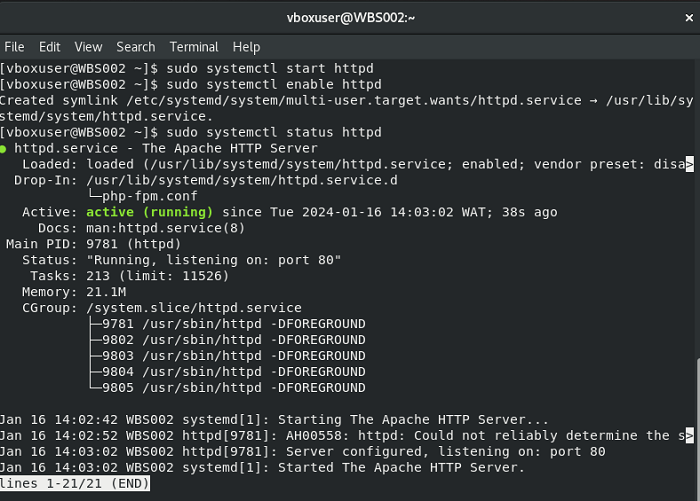 vboxuser@WBS002:~
File Edit View Search Terminal Help
[vboxuser@WBS002 ~]$ sudo systemctl start httpd
[vboxuser@WBS002 ~]$ sudo systemctl enable httpd
Created symlink /etc/systemd/system/multi-user.target.wants/httpd.service → /usr/lib/sy
stemd/system/httpd.service.
[vboxuser@WBS002 ~]$ sudo systemctl status httpd
● httpd.service - The Apache HTTP Server
   Loaded: loaded (/usr/lib/systemd/system/httpd.service; enabled; vendor preset: disa>
  Drop-In: /usr/lib/systemd/system/httpd.service.d
           └─php-fpm.conf
   Active: active (running) since Tue 2024-01-16 14:03:02 WAT; 38s ago
     Docs: man:httpd.service(8)
 Main PID: 9781 (httpd)
   Status: "Running, listening on: port 80"
    Tasks: 213 (limit: 11526)
   Memory: 21.1M
   CGroup: /system.slice/httpd.service
           ├─9781 /usr/sbin/httpd -DFOREGROUND
           ├─9802 /usr/sbin/httpd -DFOREGROUND
           ├─9803 /usr/sbin/httpd -DFOREGROUND
           ├─9804 /usr/sbin/httpd -DFOREGROUND
           └─9805 /usr/sbin/httpd -DFOREGROUND
Jan 16 14:02:42 WBS002 systemd[1]: Starting The Apache HTTP Server...
Jan 16 14:02:52 WBS002 httpd[9781]: AH00558: httpd: Could not reliably determine the s>
Jan 16 14:03:02 WBS002 httpd[9781]: Server configured, listening on: port 80
Jan 16 14:03:02 WBS002 systemd[1]: Started The Apache HTTP Server.
lines 1-21/21 (END)